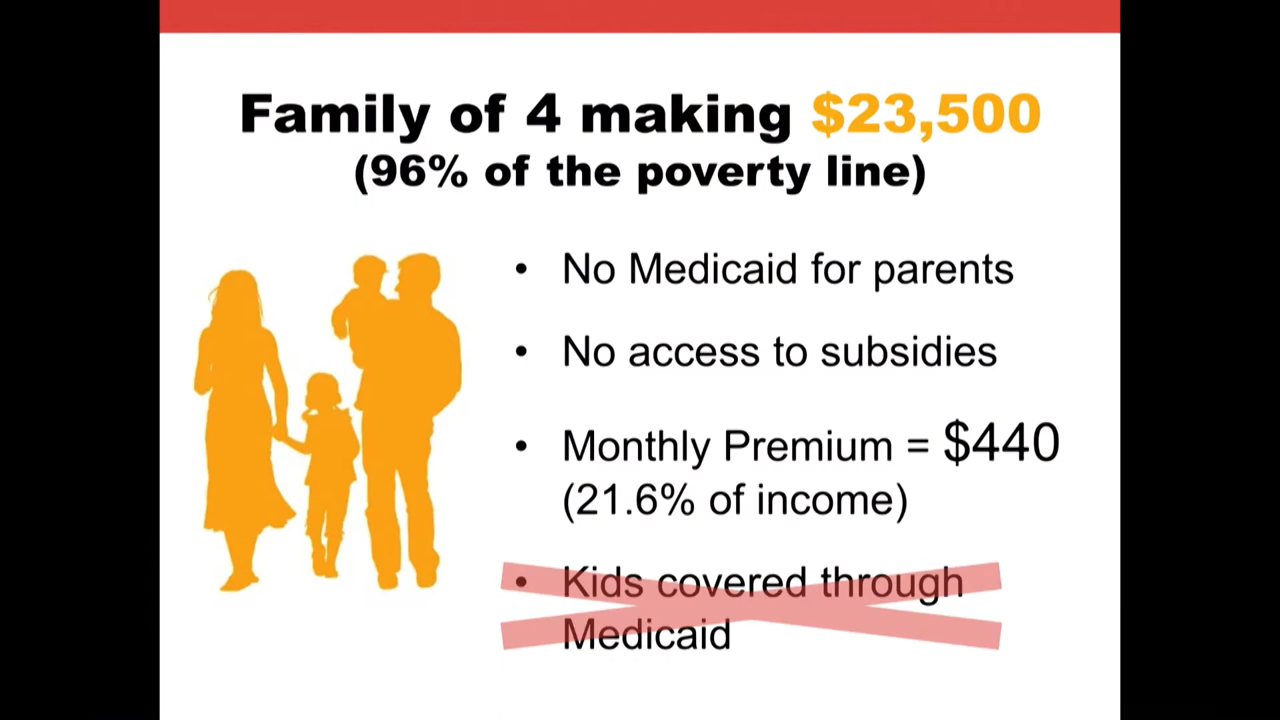 Family of 4 making $23,500
(96% of the poverty line)
• No Medicaid for parents
• No access to subsidies
• Monthly Premium = $440
(21.6% of income)
• Kids covered through
Medicaid